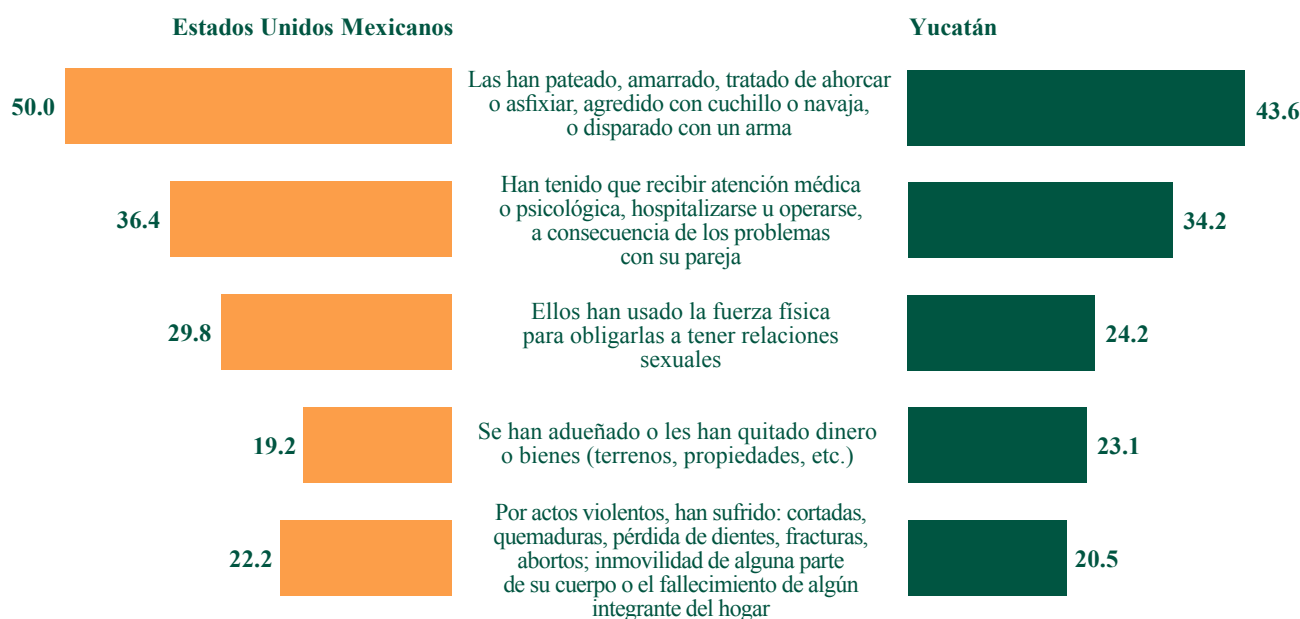 Estados Unidos Mexicanos
Yucatán
50.0
Las han pateado, amarrado, tratado de ahorcar
o asfixiar, agredido con cuchillo o navaja,
o disparado con un arma
43.6
36.4
Han tenido que recibir atención médica
o psicológica, hospitalizarse u operarse,
a consecuencia de los problemas
con su pareja
34.2
29.8
Ellos han usado la fuerza física
para obligarlas a tener relaciones
sexuales
24.2
19.2
Se han adueñado o les han quitado dinero
o bienes (terrenos, propiedades, etc.)
23.1
22.2
Por actos violentos, han sufrido: cortadas,
quemaduras, pérdida de dientes, fracturas,
abortos; inmovilidad de alguna parte
de su cuerpo o el fallecimiento de algún
integrante del hogar
20.5